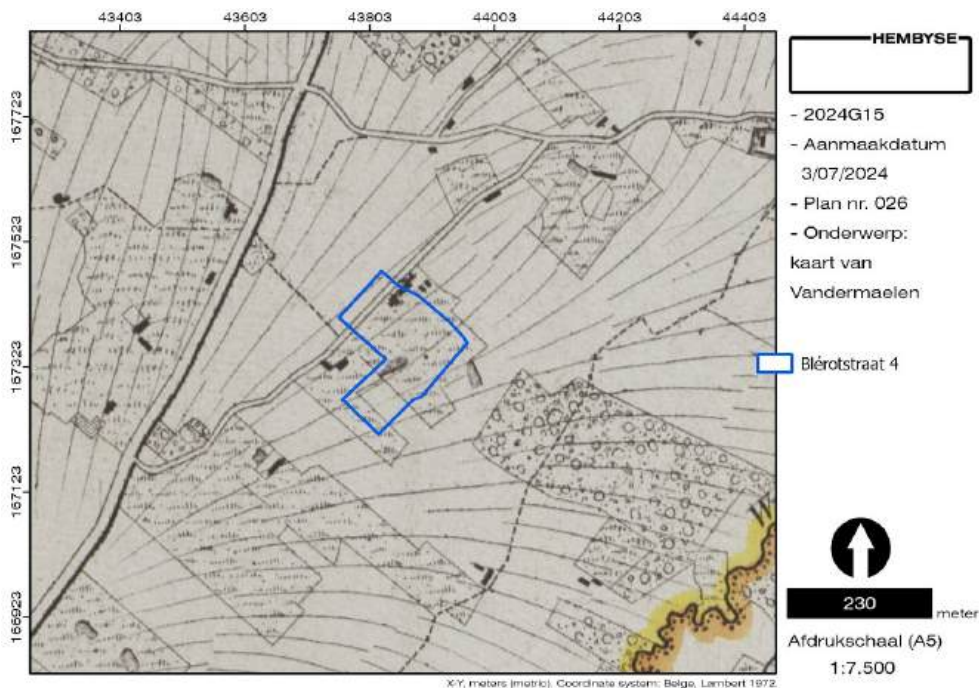 43403 43603 43803 44003 44203 44403
167723
167523
167323
167123
166923
W
HEMBYSE
- 2024G15
- Aanmaakdatum
3/07/2024
- Plan nr. 026
- Onderwerp:
kaart van
Vandermaelen
Blérotstraat 4
230 meter
Afdrukschaal (A5)
1:7.500
X-Y, meters (metric). Coordinate system: Belge, Lambert 1972.